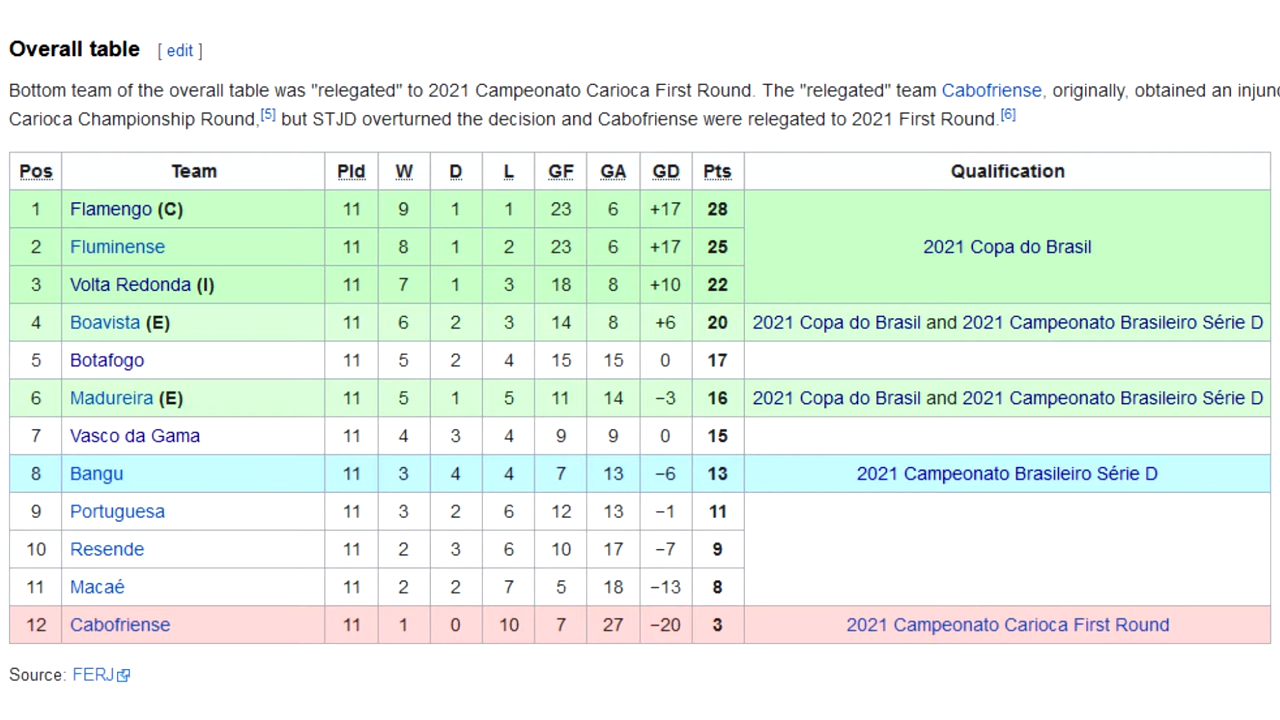 Overall table [ edit ]
Bottom team of the overall table was "relegated" to 2021 Campeonato Carioca First Round. The "relegated" team Cabofriense, originally, obtained an
Carioca Championship Round,[5] but STJD overturned the decision and Cabofriense were relegated to 2021 First Round.[6]
Pos Team Pld W D L GF GA GD Pts Qualification
1 Flamengo (C) 11 9 1 1 23 6 +17 28
2 Fluminense 11 8 1 2 23 6 +17 25 2021 Copa do Brasil
3 Volta Redonda (I) 11 7 1 3 18 8 +10 22
4 Boavista (E) 11 6 2 3 14 8 +6 20 2021 Copa do Brasil and 2021 Campeonato Brasileiro Série D
5 Botafogo 11 5 2 4 15 15 0 17
6 Madureira (E) 11 5 1 5 11 14 −3 16 2021 Copa do Brasil and 2021 Campeonato Brasileiro Série D
7 Vasco da Gama 11 4 3 4 9 9 0 15
8 Bangu 11 3 4 4 7 13 −6 13 2021 Campeonato Brasileiro Série D
9 Portuguesa 11 3 2 6 12 13 −1 11
10 Resende 11 2 3 6 10 17 −7 9
11 Macaé 11 2 2 7 5 18 −13 8
12 Cabofriense 11 1 0 10 7 27 −20 3 2021 Campeonato Carioca First Round
Source: FERJ